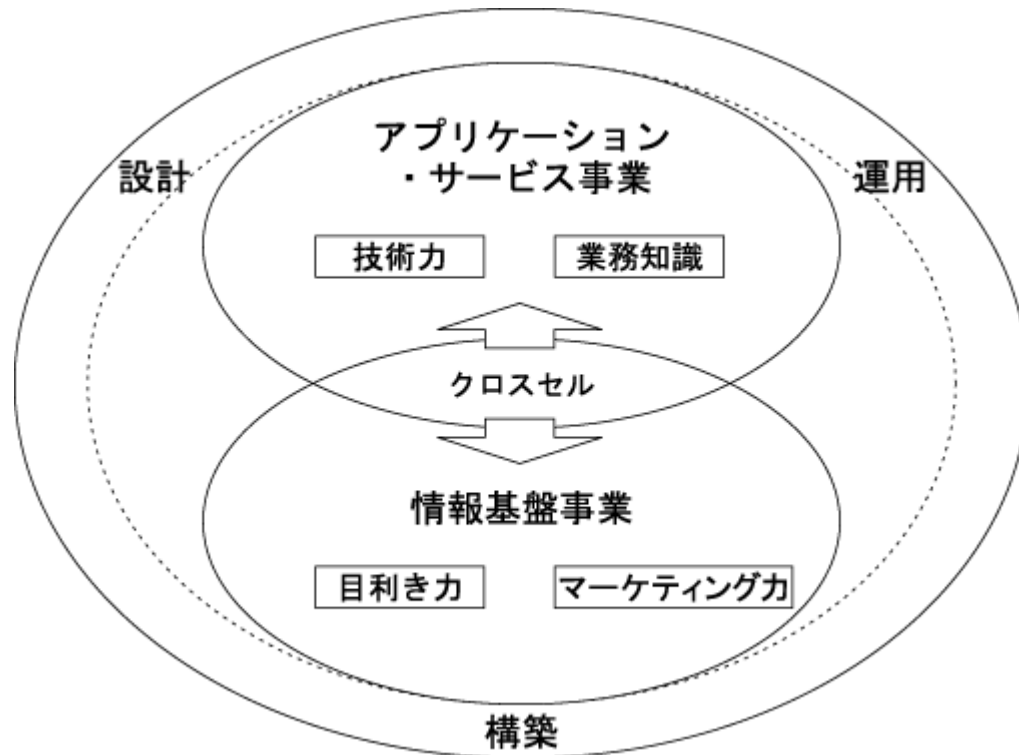 アプリケーション
・サービス事業
設計
運用
技術力
業務知識
クロスセル
情報基盤事業
目利き力
マーケティング力
構築